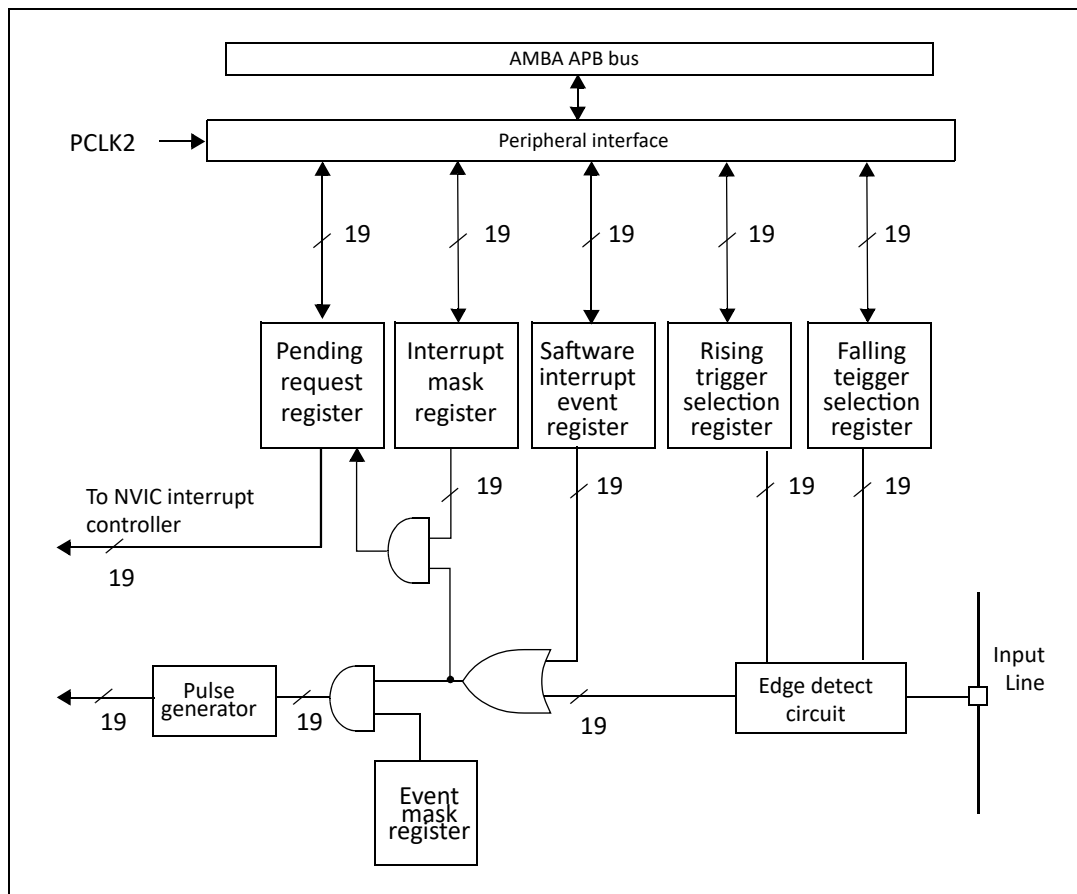 AMBA APB bus
PCLK2
Peripheral interface
19
19
19
19
19
Pending
request
register
Interrupt
mask
register
Saftware
interrupt
event
register
Rising
trigger
selection
register
Falling
teigger
selection
register
To NVIC interrupt
controller
19
19
19
19
19
Input
Line
Edge detect
circuit
Pulse
generator
19
19
19
Event
mask
register